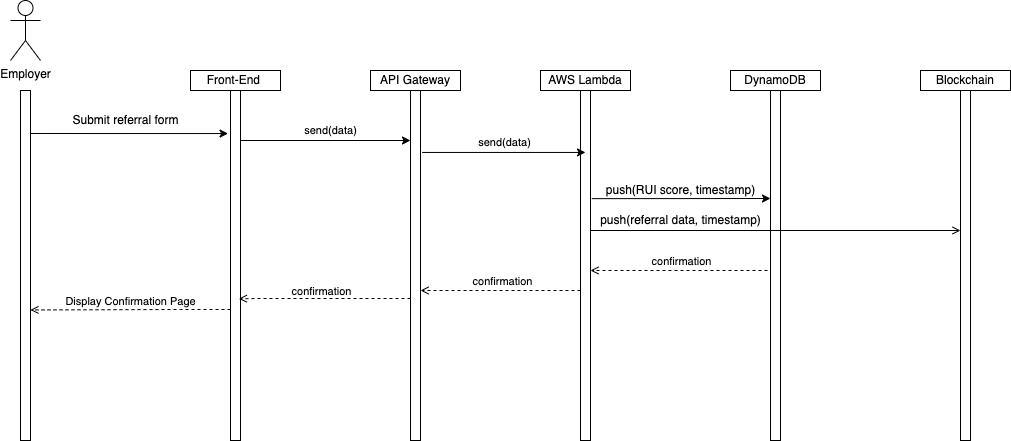 Employer
Front-End
API Gateway
AWS Lambda
DynamoDB
Blockchain
Submit referral form
send(data)
send(data)
push(RUI score, timestamp)
push(referral data, timestamp)
confirmation
confirmation
confirmation
Display Confirmation Page